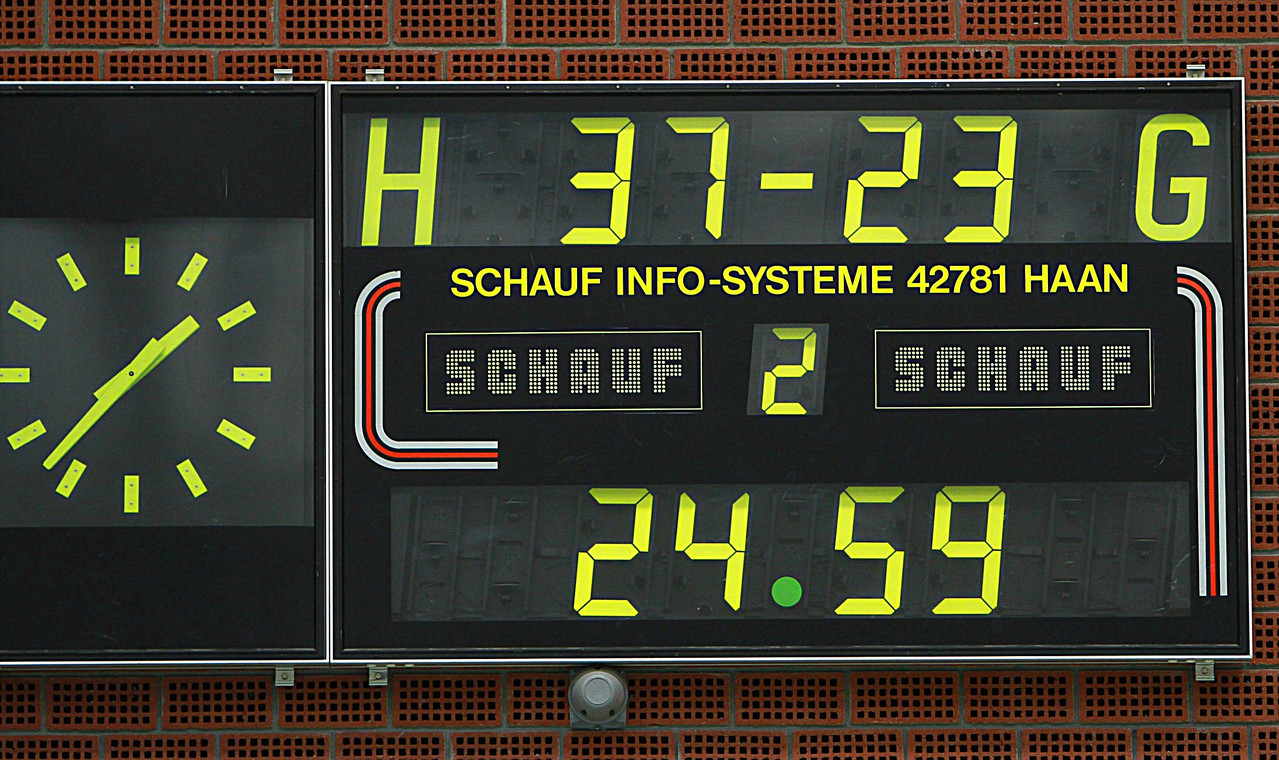 H 37-23 G
SCHAUF INFO-SYSTEME 42781 HAAN
SCHAUF 2 SCHAUF
24.59